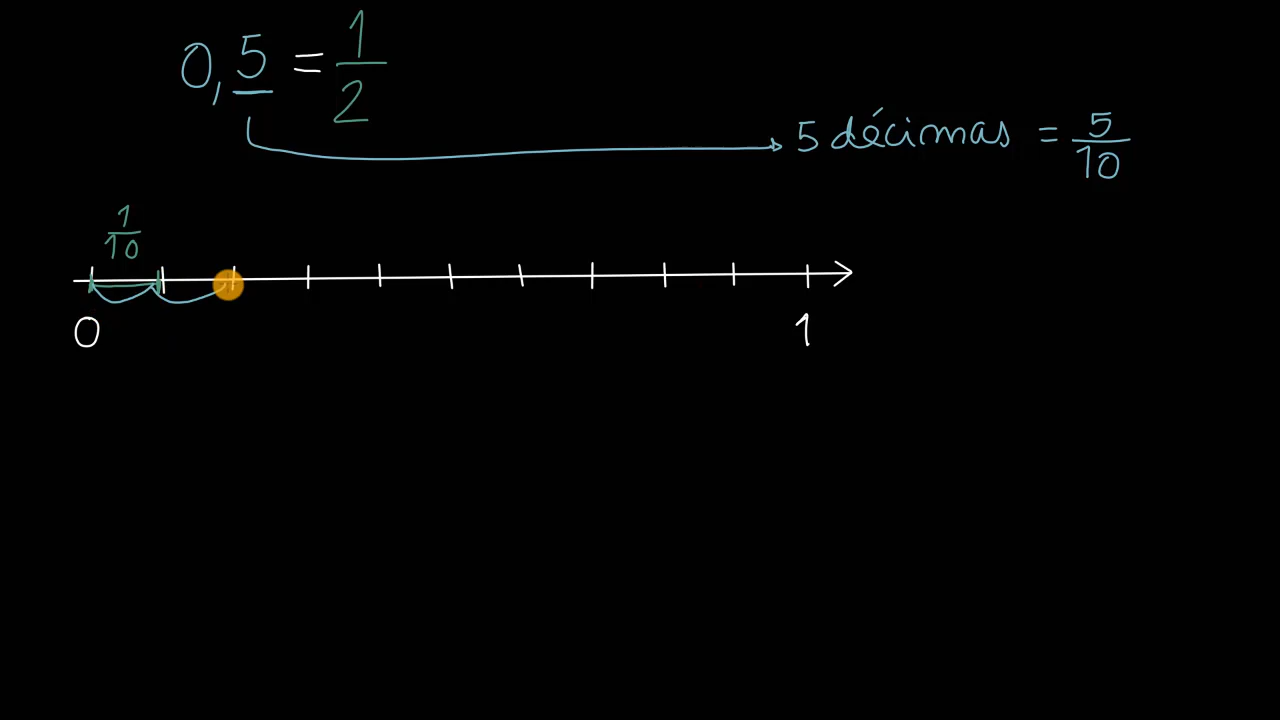 0,5 = 1/2
5 décimas = 5/10
1/10
0 1